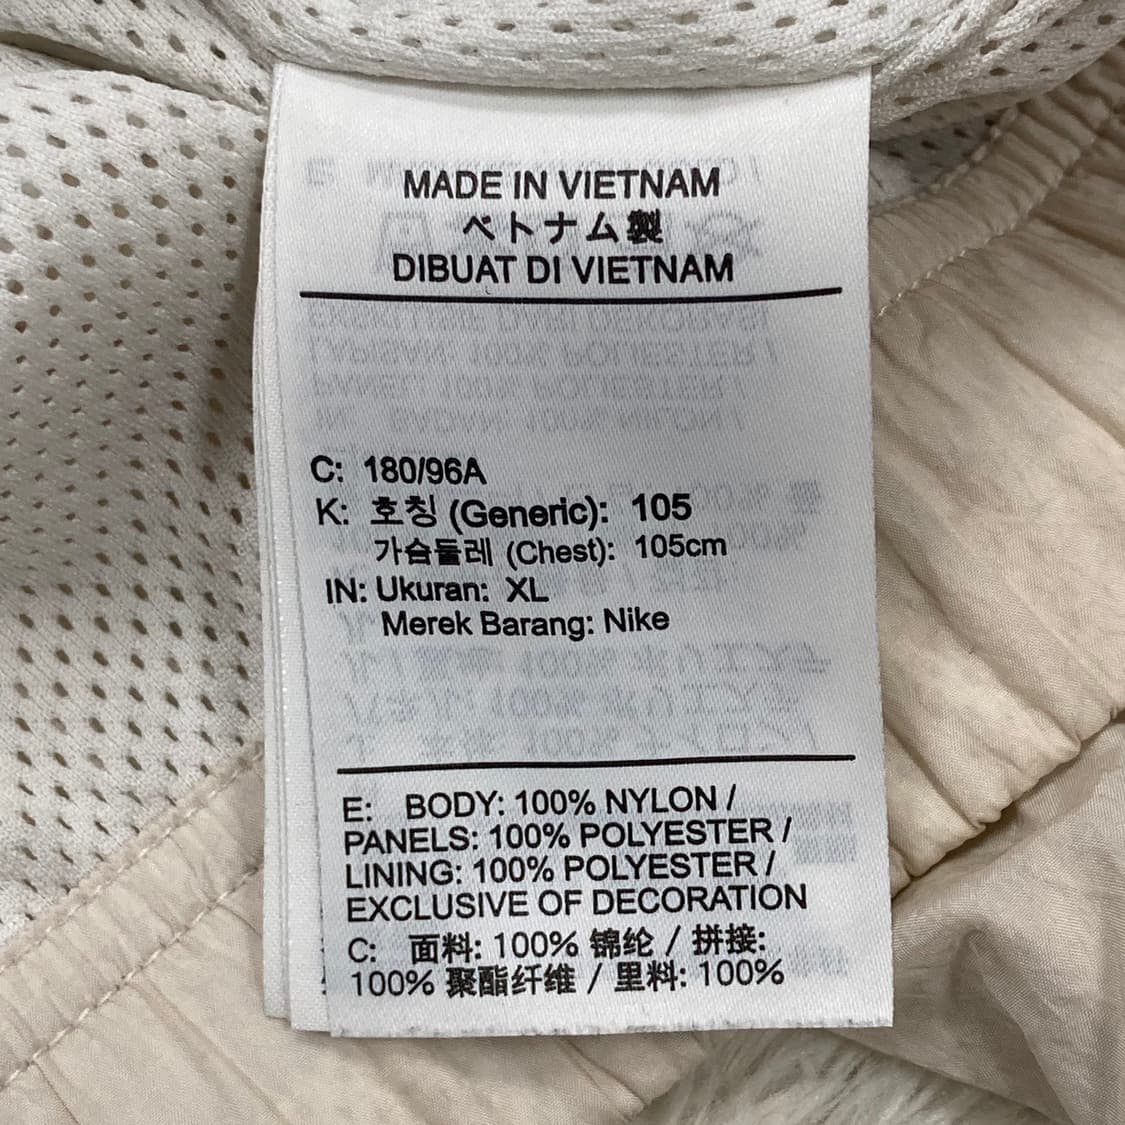 MADE IN VIETNAM
ベトナム製
DIBUAT DI VIETNAM
C: 180/96A
K: 호칭 (Generic): 105
가슴둘레 (Chest): 105cm
IN: Ukuran: XL
Merek Barang: Nike
E: BODY: 100% NYLON /
PANELS: 100% POLYESTER /
LINING: 100% POLYESTER /
EXCLUSIVE OF DECORATION
C: 面料: 100% 锦纶 / 拼接:
100% 聚酯纤维 / 里料: 100%